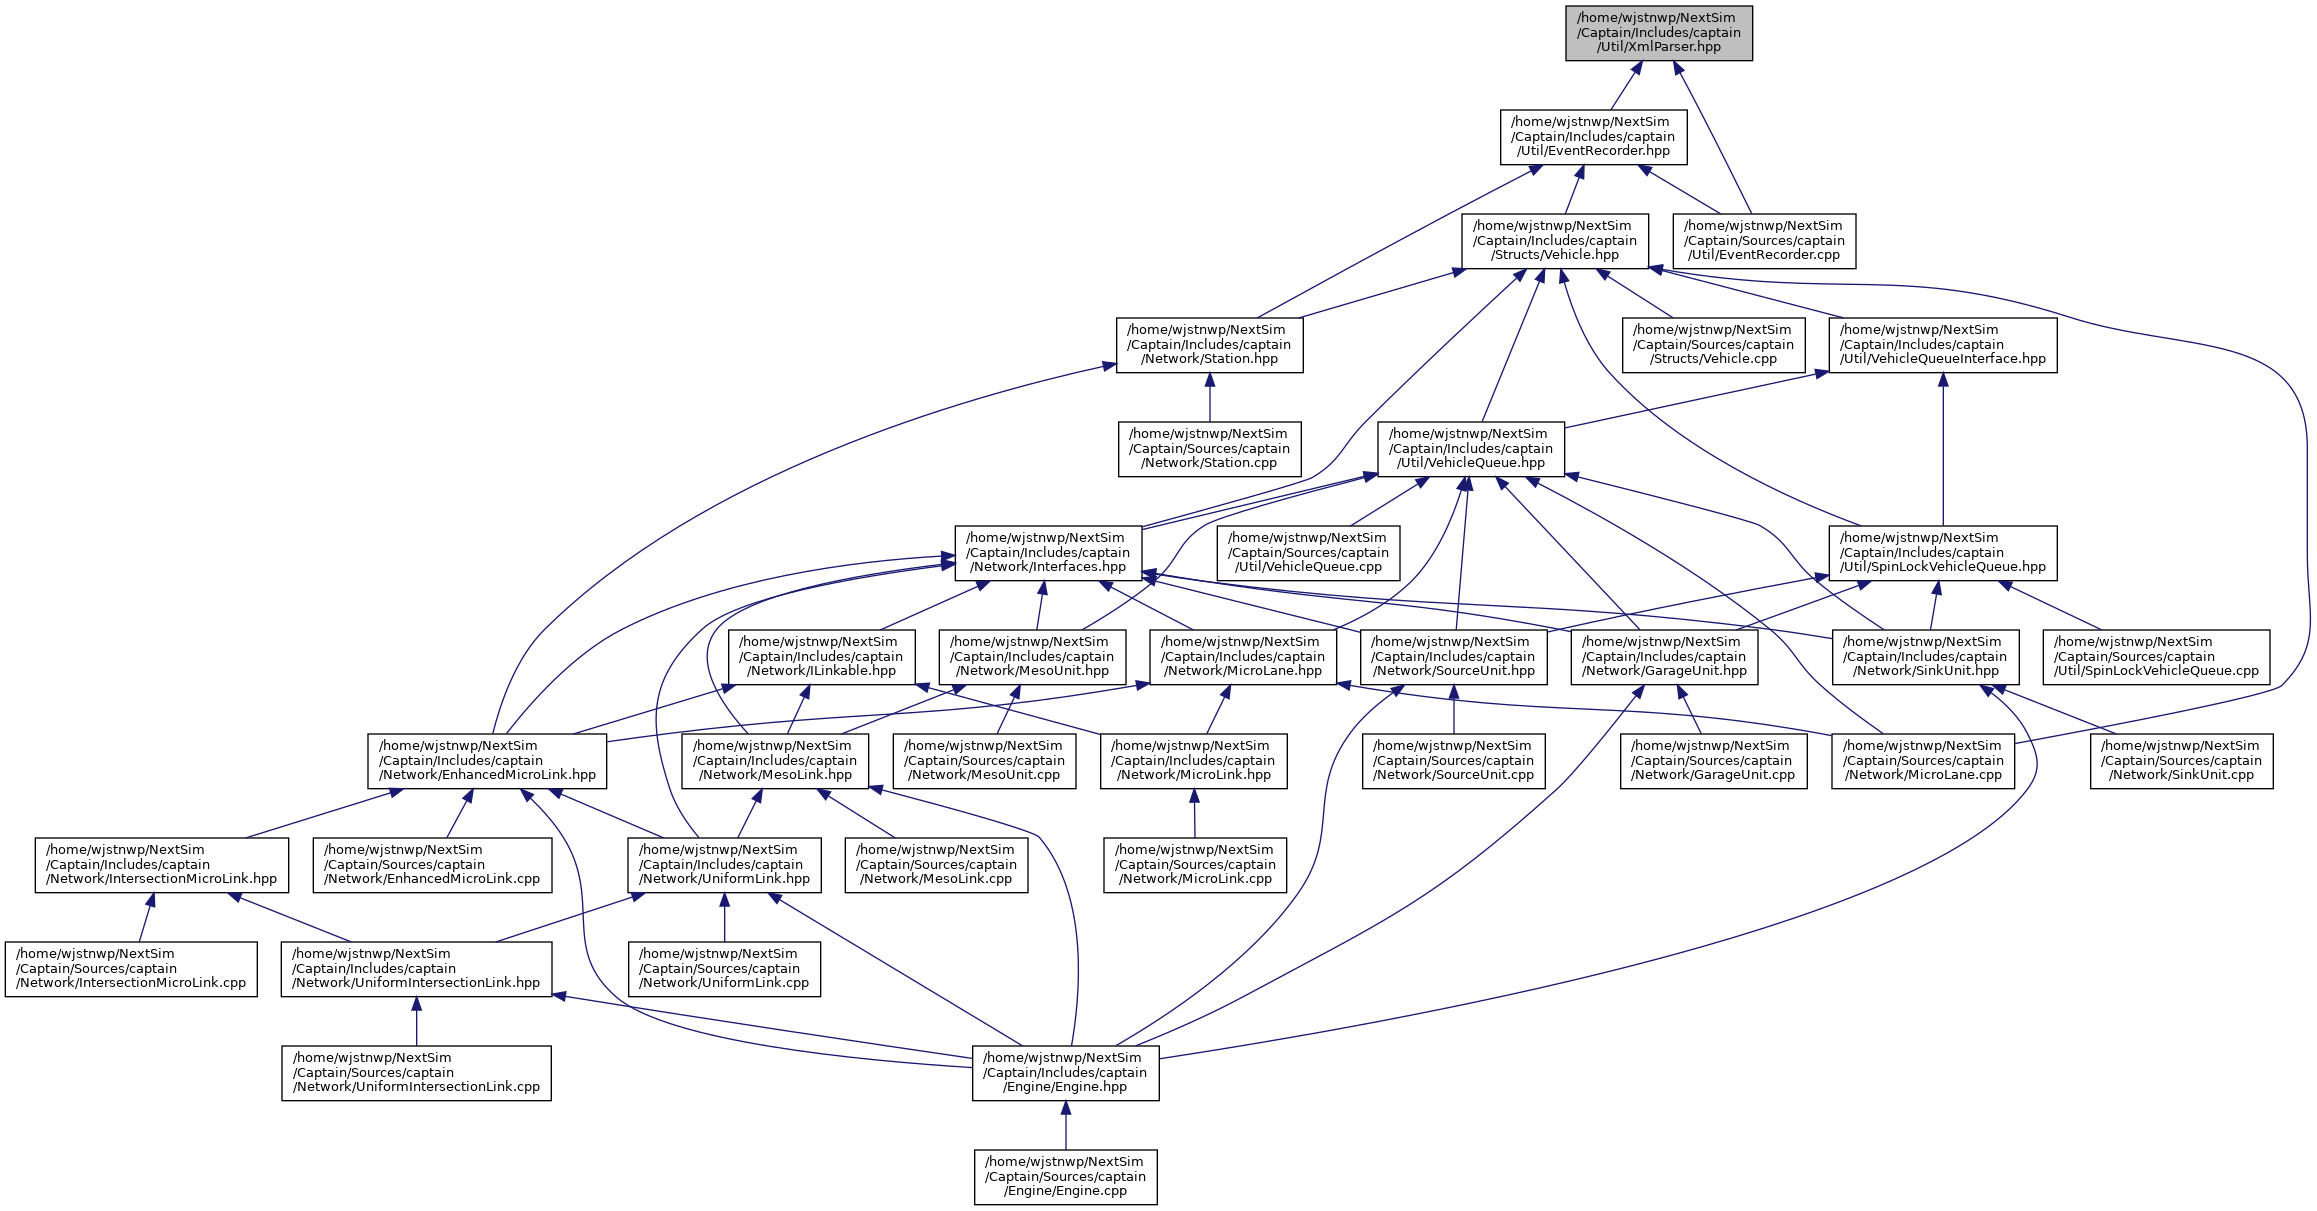 /home/wjstnwp/NextSim
/Captain/Includes/captain
/Util/XmlParser.hpp
/home/wjstnwp/NextSim
/Captain/Includes/captain
/Util/EventRecorder.hpp
/home/wjstnwp/NextSim
/Captain/Includes/captain
/Structs/Vehicle.hpp
/home/wjstnwp/NextSim
/Captain/Sources/captain
/Util/EventRecorder.cpp
/home/wjstnwp/NextSim
/Captain/Includes/captain
/Network/Station.hpp
/home/wjstnwp/NextSim
/Captain/Sources/captain
/Structs/Vehicle.cpp
/home/wjstnwp/NextSim
/Captain/Includes/captain
/Util/VehicleQueueInterface.hpp
/home/wjstnwp/NextSim
/Captain/Sources/captain
/Network/Station.cpp
/home/wjstnwp/NextSim
/Captain/Includes/captain
/Util/VehicleQueue.hpp
/home/wjstnwp/NextSim
/Captain/Includes/captain
/Network/Interfaces.hpp
/home/wjstnwp/NextSim
/Captain/Sources/captain
/Util/VehicleQueue.cpp
/home/wjstnwp/NextSim
/Captain/Includes/captain
/Util/SpinLockVehicleQueue.hpp
/home/wjstnwp/NextSim
/Captain/Includes/captain
/Network/ILinkable.hpp
/home/wjstnwp/NextSim
/Captain/Includes/captain
/Network/MesoUnit.hpp
/home/wjstnwp/NextSim
/Captain/Includes/captain
/Network/MicroLane.hpp
/home/wjstnwp/NextSim
/Captain/Includes/captain
/Network/SourceUnit.hpp
/home/wjstnwp/NextSim
/Captain/Includes/captain
/Network/GarageUnit.hpp
/home/wjstnwp/NextSim
/Captain/Includes/captain
/Network/SinkUnit.hpp
/home/wjstnwp/NextSim
/Captain/Sources/captain
/Util/SpinLockVehicleQueue.cpp
/home/wjstnwp/NextSim
/Captain/Includes/captain
/Network/EnhancedMicroLink.hpp
/home/wjstnwp/NextSim
/Captain/Includes/captain
/Network/MesoLink.hpp
/home/wjstnwp/NextSim
/Captain/Sources/captain
/Network/MesoUnit.cpp
/home/wjstnwp/NextSim
/Captain/Includes/captain
/Network/MicroLink.hpp
/home/wjstnwp/NextSim
/Captain/Sources/captain
/Network/SourceUnit.cpp
/home/wjstnwp/NextSim
/Captain/Sources/captain
/Network/GarageUnit.cpp
/home/wjstnwp/NextSim
/Captain/Sources/captain
/Network/MicroLane.cpp
/home/wjstnwp/NextSim
/Captain/Sources/captain
/Network/SinkUnit.cpp
/home/wjstnwp/NextSim
/Captain/Includes/captain
/Network/IntersectionMicroLink.hpp
/home/wjstnwp/NextSim
/Captain/Sources/captain
/Network/EnhancedMicroLink.cpp
/home/wjstnwp/NextSim
/Captain/Includes/captain
/Network/UniformLink.hpp
/home/wjstnwp/NextSim
/Captain/Sources/captain
/Network/MesoLink.cpp
/home/wjstnwp/NextSim
/Captain/Sources/captain
/Network/MicroLink.cpp
/home/wjstnwp/NextSim
/Captain/Sources/captain
/Network/IntersectionMicroLink.cpp
/home/wjstnwp/NextSim
/Captain/Includes/captain
/Network/UniformIntersectionLink.hpp
/home/wjstnwp/NextSim
/Captain/Sources/captain
/Network/UniformLink.cpp
/home/wjstnwp/NextSim
/Captain/Sources/captain
/Network/UniformIntersectionLink.cpp
/home/wjstnwp/NextSim
/Captain/Includes/captain
/Engine/Engine.hpp
/home/wjstnwp/NextSim
/Captain/Sources/captain
/Engine/Engine.cpp